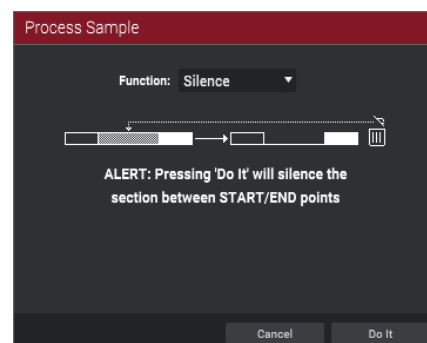 Process Sample
Function: Silence
ALERT: Pressing 'Do It' will silence the
section between START/END points
Cancel Do It